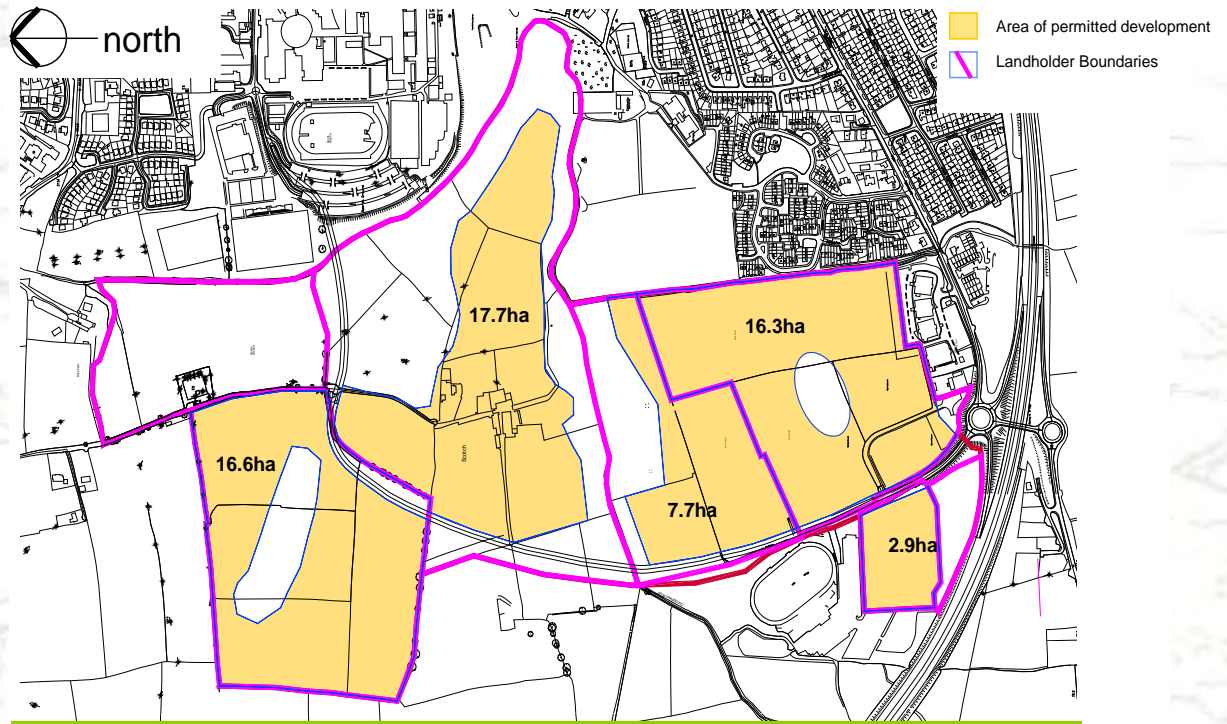 north
Area of permitted development
Landholder Boundaries
17.7ha
16.3ha
16.6ha
7.7ha
2.9ha